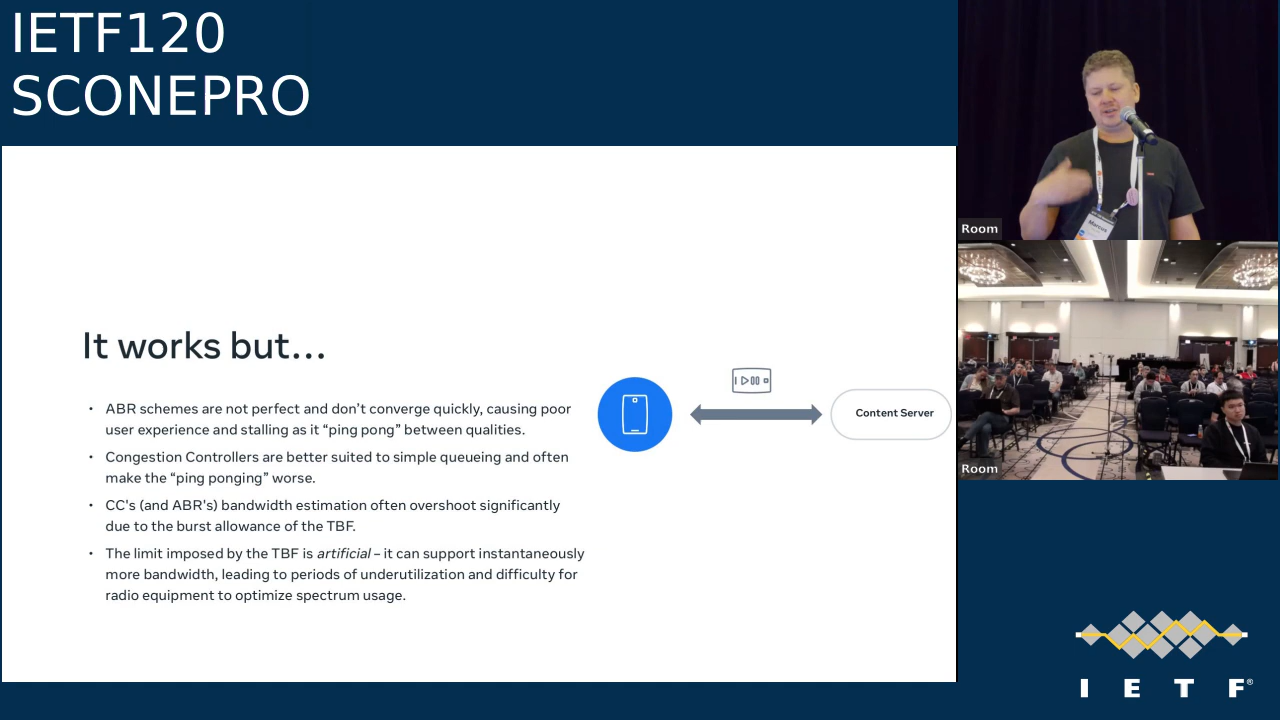 IETF120
SCONEPRO
It works but...
• ABR schemes are not perfect and don't converge quickly, causing poor
user experience and stalling as it “ping pong” between qualities.
• Congestion Controllers are better suited to simple queueing and often
make the “ping ponging” worse.
• CC's (and ABR's) bandwidth estimation often overshoot significantly
due to the burst allowance of the TBF.
• The limit imposed by the TBF is artificial – it can support instantaneously
more bandwidth, leading to periods of underutilization and difficulty for
radio equipment to optimize spectrum usage.
Content Server
Marcus
Room
Room
I E T F®